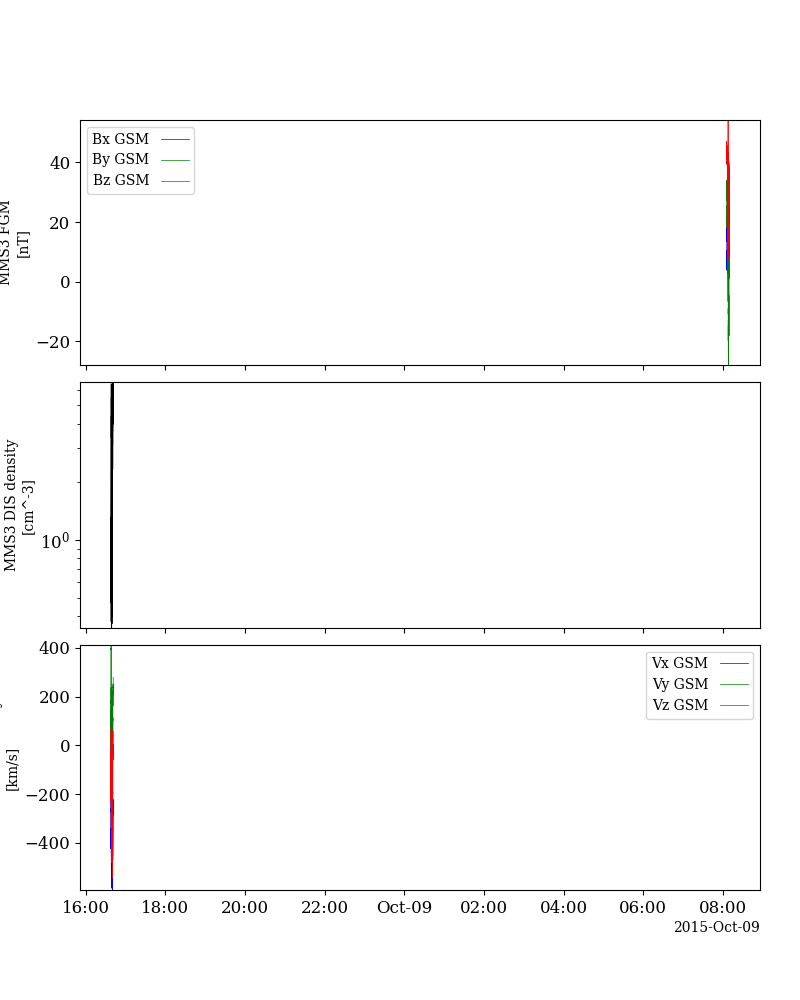 Bx GSM
By GSM
Bz GSM
40
20
0
−20
MMS3 FGM
[nT]
10^0
MMS3 DIS density
[cm^-3]
Vx GSM
Vy GSM
Vz GSM
400
200
0
−200
−400
[km/s]
16:00 18:00 20:00 22:00 Oct-09 02:00 04:00 06:00 08:00
2015-Oct-09